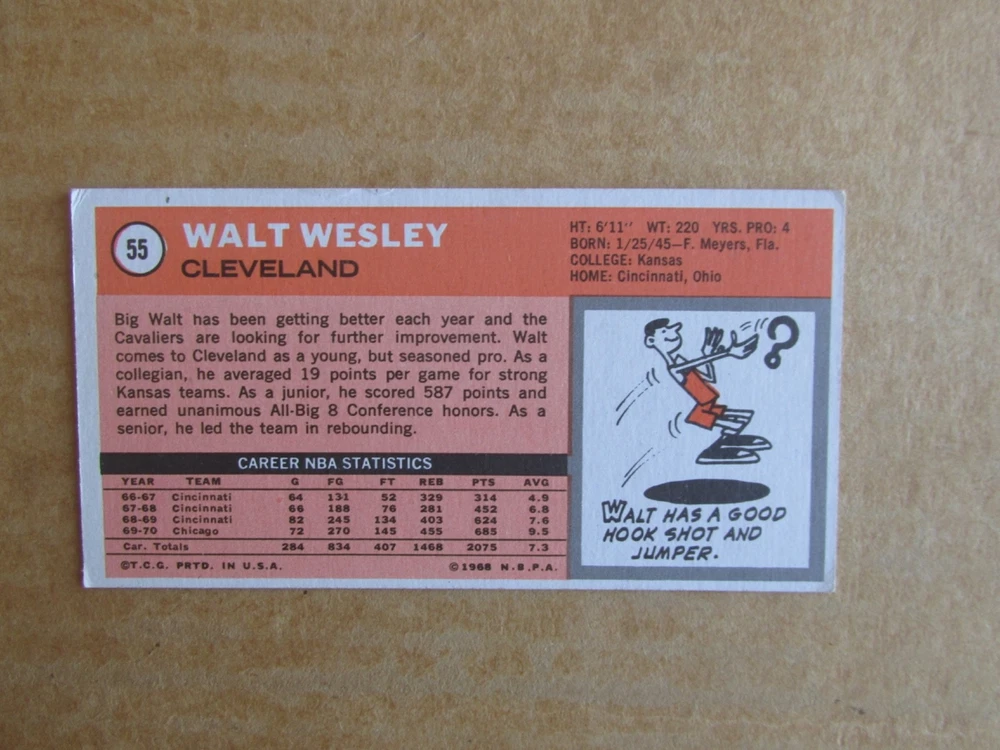 55
WALT WESLEY
CLEVELAND
HT: 6'11'' WT: 220 YRS. PRO: 4
BORN: 1/25/45—F. Meyers, Fla.
COLLEGE: Kansas
HOME: Cincinnati, Ohio
Big Walt has been getting better each year and the
Cavaliers are looking for further improvement. Walt
comes to Cleveland as a young, but seasoned pro. As a
collegian, he averaged 19 points per game for strong
Kansas teams. As a junior, he scored 587 points and
earned unanimous All-Big 8 Conference honors. As a
senior, he led the team in rebounding.
CAREER NBA STATISTICS
YEAR TEAM G FG FT REB PTS AVG
66-67 Cincinnati 64 131 52 329 314 4.9
67-68 Cincinnati 66 188 76 281 452 6.8
68-69 Cincinnati 82 245 134 403 624 7.6
69-70 Chicago 72 270 145 455 685 9.5
Car. Totals 284 834 407 1468 2075 7.3
©T.C.G. PRTD. IN U.S.A. ©1968 N.B.P.A.
?
WALT HAS A GOOD
HOOK SHOT AND
JUMPER.